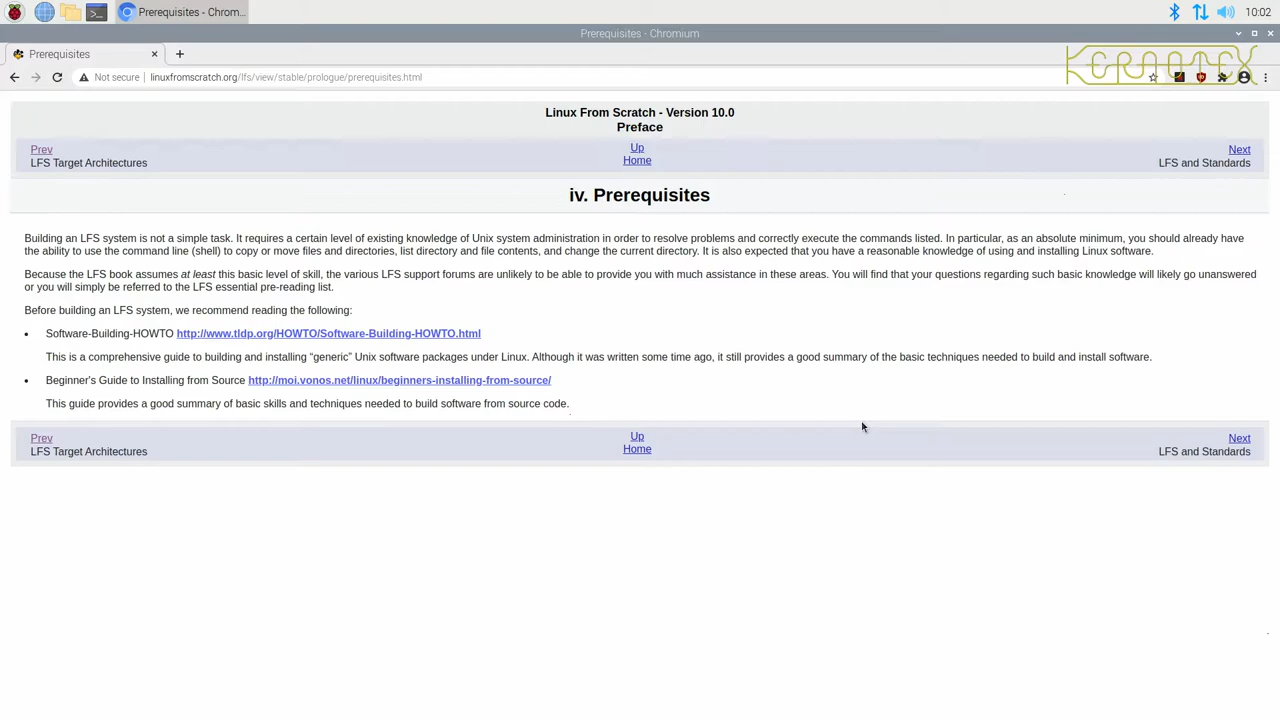 Prerequisites - Chrom...
10:02
Prerequisites - Chromium
Prerequisites
Not secure
linuxfromscratch.org/lfs/view/stable/prologue/prerequisites.html
KERNOTEX
Linux From Scratch - Version 10.0
Preface
Prev
Up
Next
LFS Target Architectures
Home
LFS and Standards
iv. Prerequisites
Building an LFS system is not a simple task. It requires a certain level of existing knowledge of Unix system administration in order to resolve problems and correctly execute the commands listed. In particular, as an absolute minimum, you should already have
the ability to use the command line (shell) to copy or move files and directories, list directory and file contents, and change the current directory. It is also expected that you have a reasonable knowledge of using and installing Linux software.
Because the LFS book assumes at least this basic level of skill, the various LFS support forums are unlikely to be able to provide you with much assistance in these areas. You will find that your questions regarding such basic knowledge will likely go unanswered
or you will simply be referred to the LFS essential pre-reading list.
Before building an LFS system, we recommend reading the following:
• Software-Building-HOWTO http://www.tldp.org/HOWTO/Software-Building-HOWTO.html
This is a comprehensive guide to building and installing “generic” Unix software packages under Linux. Although it was written some time ago, it still provides a good summary of the basic techniques needed to build and install software.
• Beginner's Guide to Installing from Source http://moi.vonos.net/linux/beginners-installing-from-source/
This guide provides a good summary of basic skills and techniques needed to build software from source code.
Prev
Up
Next
LFS Target Architectures
Home
LFS and Standards